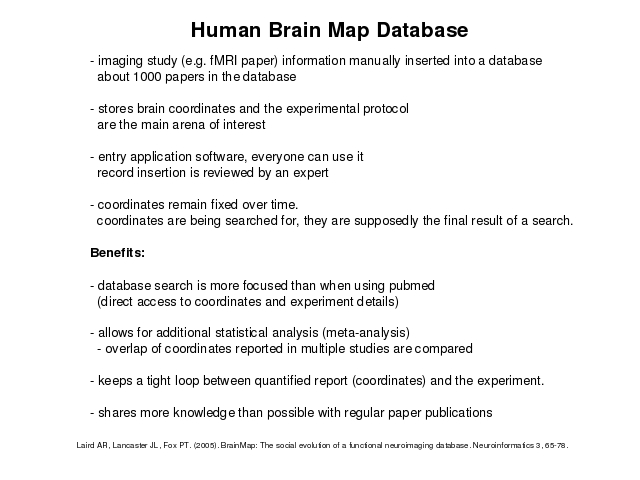 Human Brain Map Database
- imaging study (e.g. fMRI paper) information manually inserted into a database
about 1000 papers in the database
- stores brain coordinates and the experimental protocol
are the main arena of interest
- entry application software, everyone can use it
record insertion is reviewed by an expert
- coordinates remain fixed over time.
coordinates are being searched for, they are supposedly the final result of a search.
Benefits:
- database search is more focused than when using pubmed
(direct access to coordinates and experiment details)
- allows for additional statistical analysis (meta-analysis)
- overlap of coordinates reported in multiple studies are compared
- keeps a tight loop between quantified report (coordinates) and the experiment.
- shares more knowledge than possible with regular paper publications
Laird AR, Lancaster JL, Fox PT. (2005). BrainMap: The social evolution of a functional neuroimaging database. Neuroinformatics 3, 65-78.